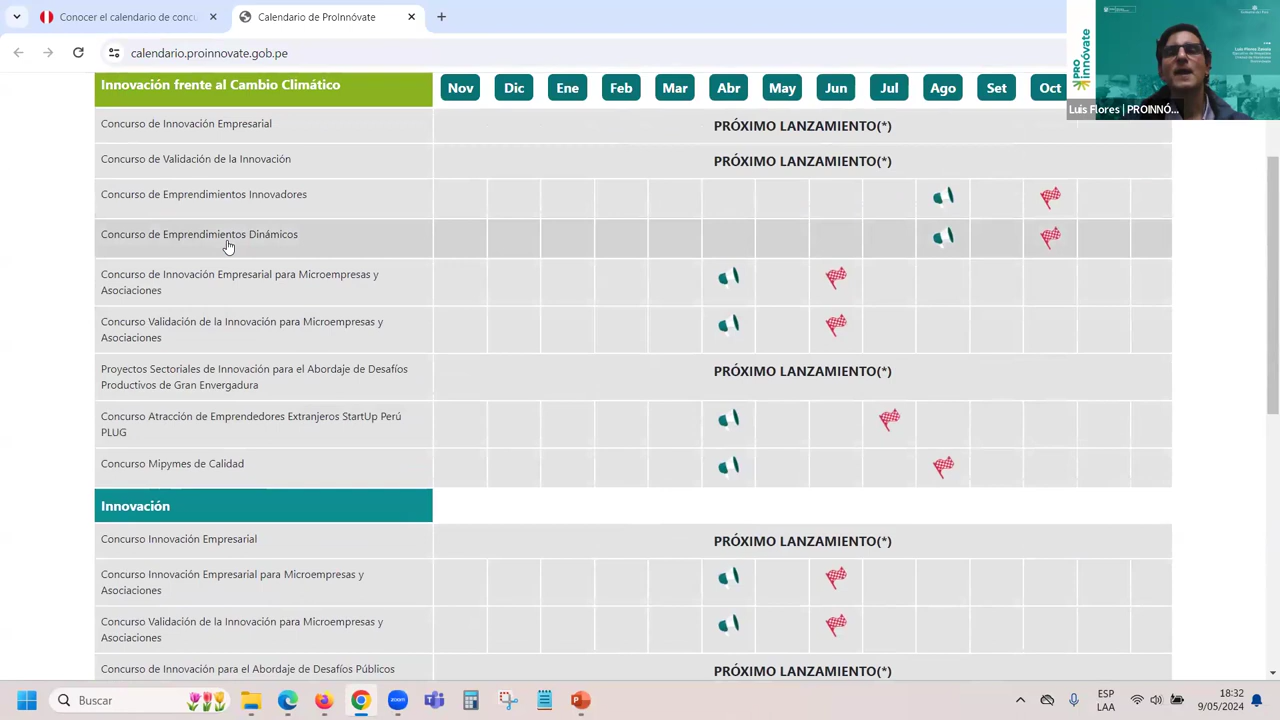 Conocer el calendario de concu
Calendario de ProInnóvate
calendario.proinnovate.gob.pe
Innovación frente al Cambio Climático
Nov Dic Ene Feb Mar Abr May Jun Jul Ago Set Oct
Concurso de Innovación Empresarial
PRÓXIMO LANZAMIENTO(*)
Concurso de Validación de la Innovación
PRÓXIMO LANZAMIENTO(*)
Concurso de Emprendimientos Innovadores
Concurso de Emprendimientos Dinámicos
Concurso de Innovación Empresarial para Microempresas y
Asociaciones
Concurso Validación de la Innovación para Microempresas y
Asociaciones
Proyectos Sectoriales de Innovación para el Abordaje de Desafíos
Productivos de Gran Envergadura
PRÓXIMO LANZAMIENTO(*)
Concurso Atracción de Emprendedores Extranjeros StartUp Perú
PLUG
Concurso Mipymes de Calidad
Innovación
Concurso Innovación Empresarial
PRÓXIMO LANZAMIENTO(*)
Concurso Innovación Empresarial para Microempresas y
Asociaciones
Concurso Validación de la Innovación para Microempresas y
Asociaciones
Concurso de Innovación para el Abordaje de Desafíos Públicos
PRÓXIMO LANZAMIENTO(*)
PRO
innóvate
Luis Flores | PROINNÓ...
Buscar
ESP
LAA
18:32
9/05/2024